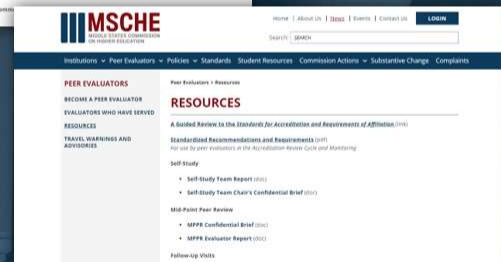 MSCHE
MIDDLE STATES COMMISSION
ON HIGHER EDUCATION
Home | About Us | News | Events | Contact Us
LOGIN
Search: SEARCH
Institutions Peer Evaluators Policies Standards Student Resources Commission Actions Substantive Change Complaints
PEER EVALUATORS
BECOME A PEER EVALUATOR
EVALUATORS WHO HAVE SERVED
RESOURCES
TRAVEL WARNINGS AND
ADVISORIES
Peer Evaluators > Resources
RESOURCES
A Guided Review to the Standards for Accreditation and Requirements of Affiliation (link)
Standardized Recommendations and Requirements (pdf)
For use by peer evaluators in the Accreditation Review Cycle and Monitoring
Self-Study
• Self-Study Team Report (doc)
• Self-Study Team Chair's Confidential Brief (doc)
Mid-Point Peer Review
• MPPR Confidential Brief (doc)
• MPPR Evaluator Report (doc)
Follow-Up Visits